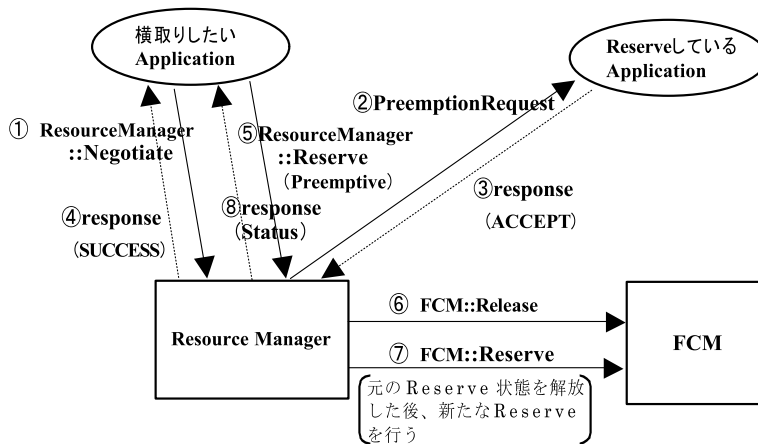 横取りしたい
Application
Reserveしている
Application
① ResourceManager
::Negotiate
②PreemptionRequest
⑤ResourceManager
::Reserve
(Preemptive)
③response
(ACCEPT)
④response
(SUCCESS)
⑧response
(Status)
Resource Manager
⑥ FCM::Release
⑦ FCM::Reserve
FCM
元のReserve 状態を解放
した後、新たなReserve
を行う